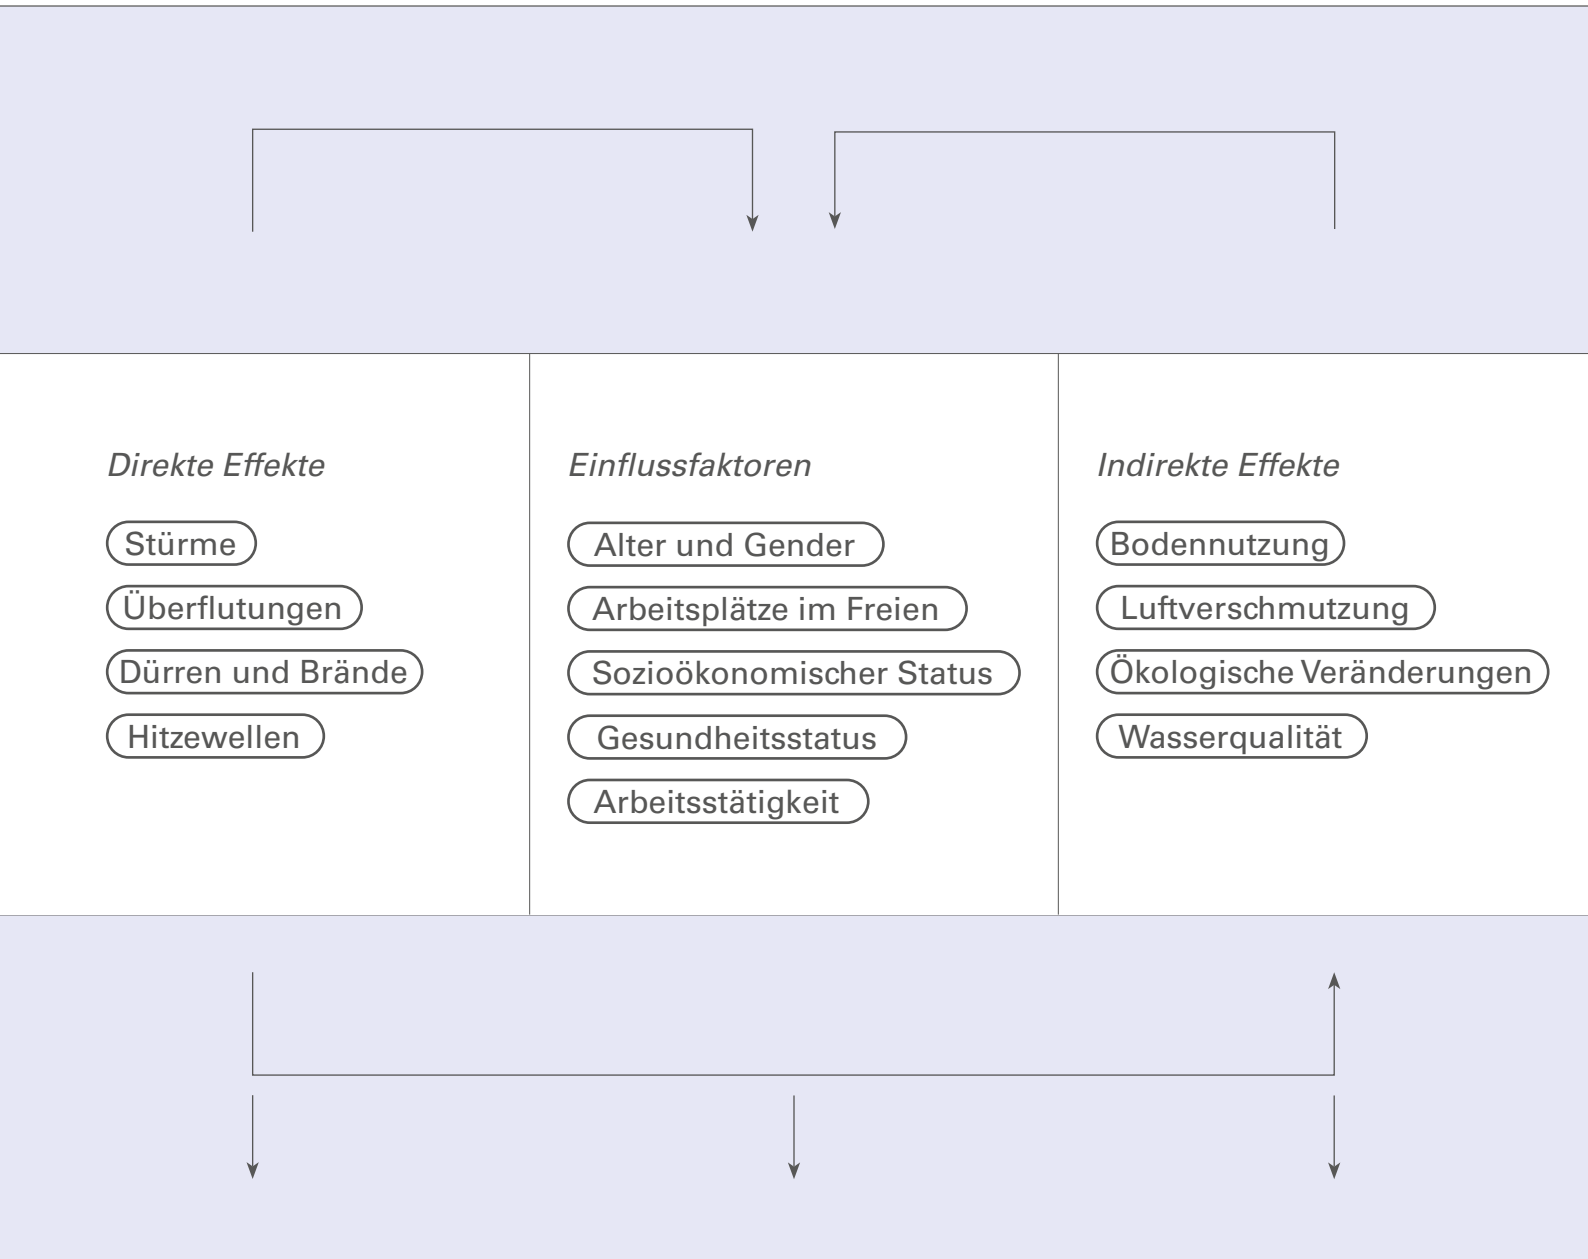 Direkte Effekte
Stürme
Überflutungen
Dürren und Brände
Hitzewellen
Einflussfaktoren
Alter und Gender
Arbeitsplätze im Freien
Sozioökonomischer Status
Gesundheitsstatus
Arbeitsstätigkeit
Indirekte Effekte
Bodennutzung
Luftverschmutzung
Ökologische Veränderungen
Wasserqualität